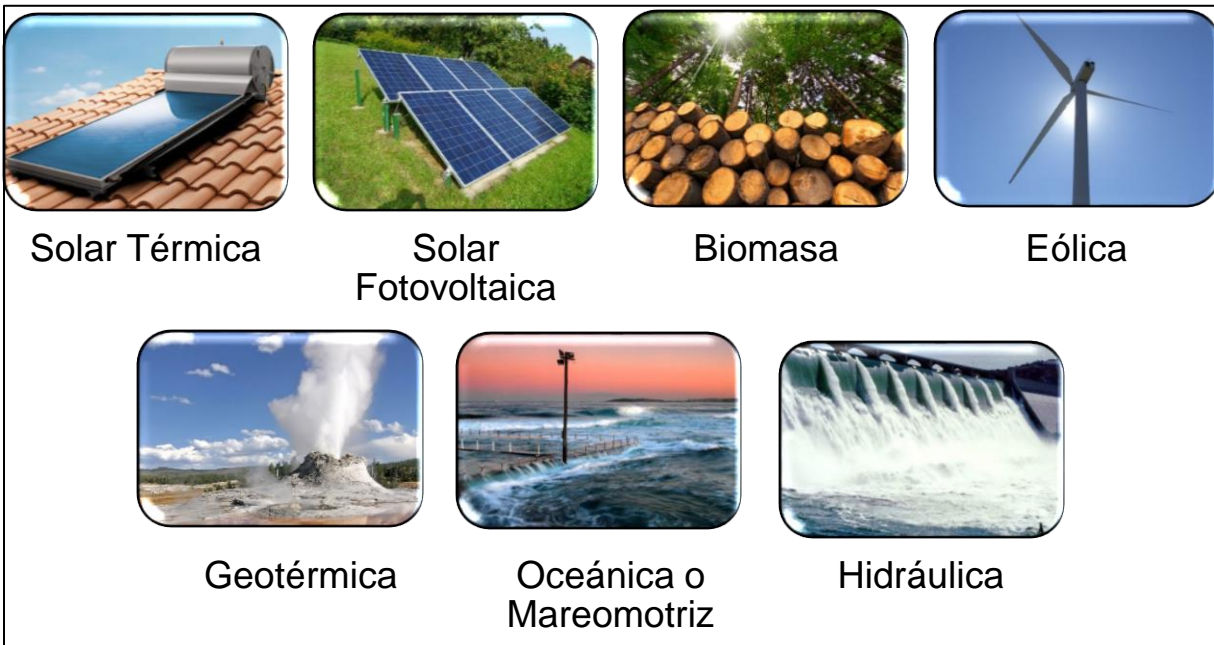 Solar Térmica
Solar
Fotovoltaica
Biomasa
Eólica
Geotérmica
Oceánica o
Mareomotriz
Hidráulica